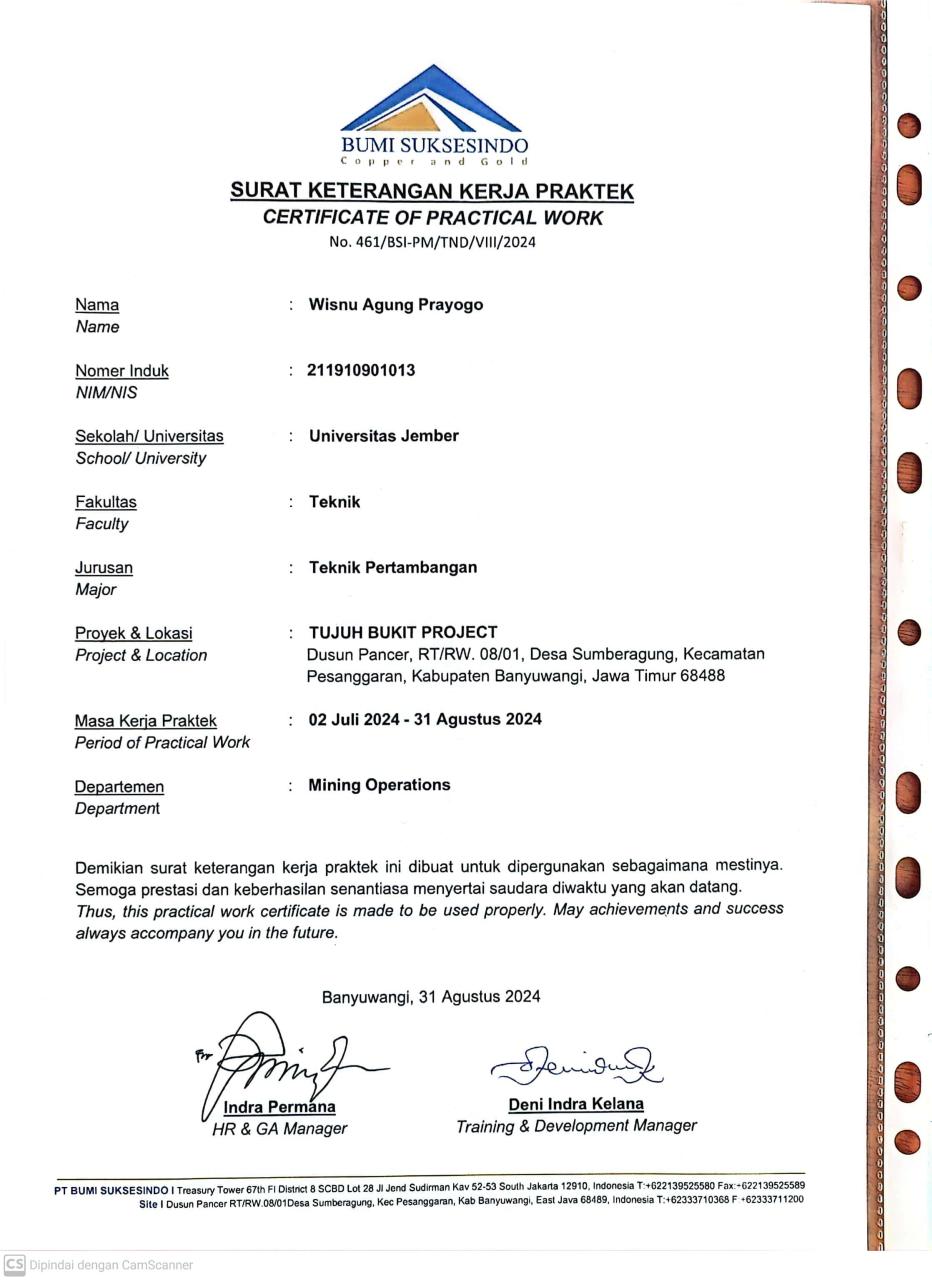 BUMI SUKSESINDO
Copper and Gold
SURAT KETERANGAN KERJA PRAKTEK
CERTIFICATE OF PRACTICAL WORK
No. 461/BSI-PM/TND/VIII/2024
Nama : Wisnu Agung Prayogo
Name
Nomer Induk : 211910901013
NIM/NIS
Sekolah/ Universitas : Universitas Jember
School/ University
Fakultas : Teknik
Faculty
Jurusan : Teknik Pertambangan
Major
Proyek & Lokasi : TUJUH BUKIT PROJECT
Project & Location Dusun Pancer, RT/RW. 08/01, Desa Sumberagung, Kecamatan
Pesanggaran, Kabupaten Banyuwangi, Jawa Timur 68488
Masa Kerja Praktek : 02 Juli 2024 - 31 Agustus 2024
Period of Practical Work
Departemen : Mining Operations
Department
Demikian surat keterangan kerja praktek ini dibuat untuk dipergunakan sebagaimana mestinya.
Semoga prestasi dan keberhasilan senantiasa menyertai saudara diwaktu yang akan datang.
Thus, this practical work certificate is made to be used properly. May achievements and success
always accompany you in the future.
Banyuwangi, 31 Agustus 2024
Indra Permana Deni Indra Kelana
HR & GA Manager Training & Development Manager
PT BUMI SUKSESINDO I Treasury Tower 67th Fl District 8 SCBD Lot 28 Jl Jend Sudirman Kav 52-53 South Jakarta 12910, Indonesia T:+622139525580 Fax:+622139525589
Site I Dusun Pancer RT/RW.08/01Desa Sumberagung, Kec Pesanggaran, Kab Banyuwangi, East Java 68489, Indonesia T:+62333710368 F:+62333711200
CS Dipindai dengan CamScanner